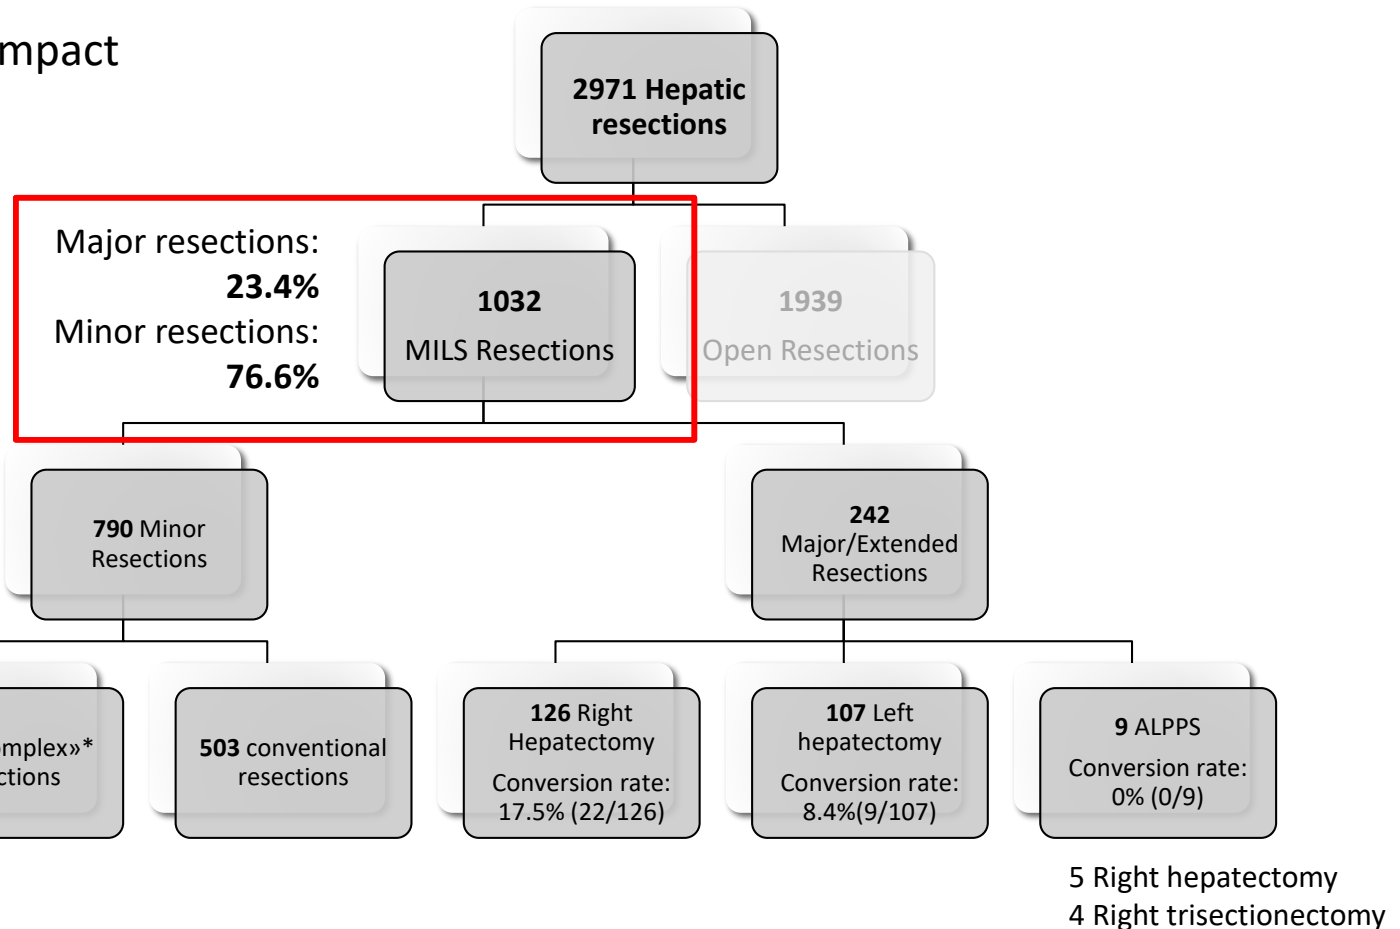 mpact
2971 Hepatic
resections
Major resections:
23.4%
Minor resections:
76.6%
1032
MILS Resections
1939
Open Resections
790 Minor
Resections
242
Major/Extended
Resections
omplex»*
ctions
503 conventional
resections
126 Right
Hepatectomy
Conversion rate:
17.5% (22/126)
107 Left
hepatectomy
Conversion rate:
8.4%(9/107)
9 ALPPS
Conversion rate:
0% (0/9)
5 Right hepatectomy
4 Right trisectionectomy